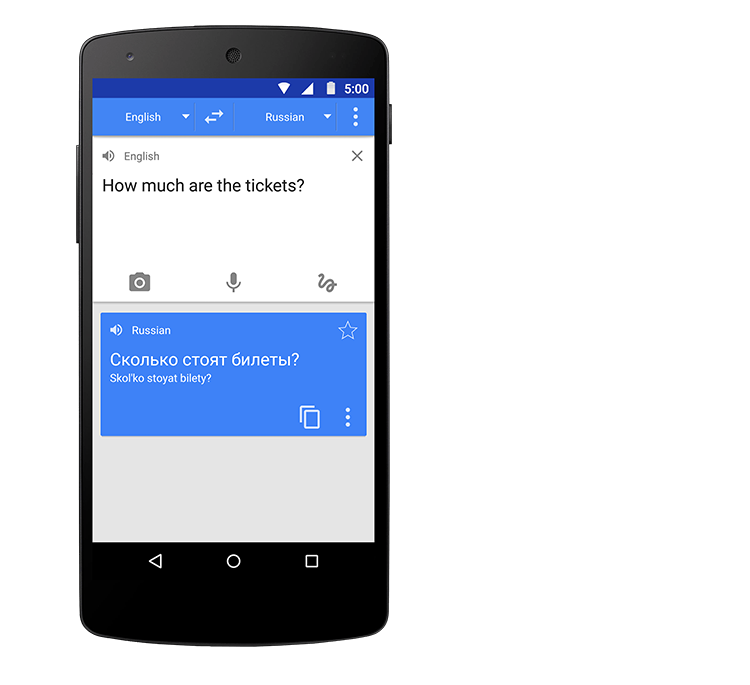 5:00
English Russian
English
How much are the tickets?
Russian
Сколько стоят билеты?
Skol'ko stoyat bilety?